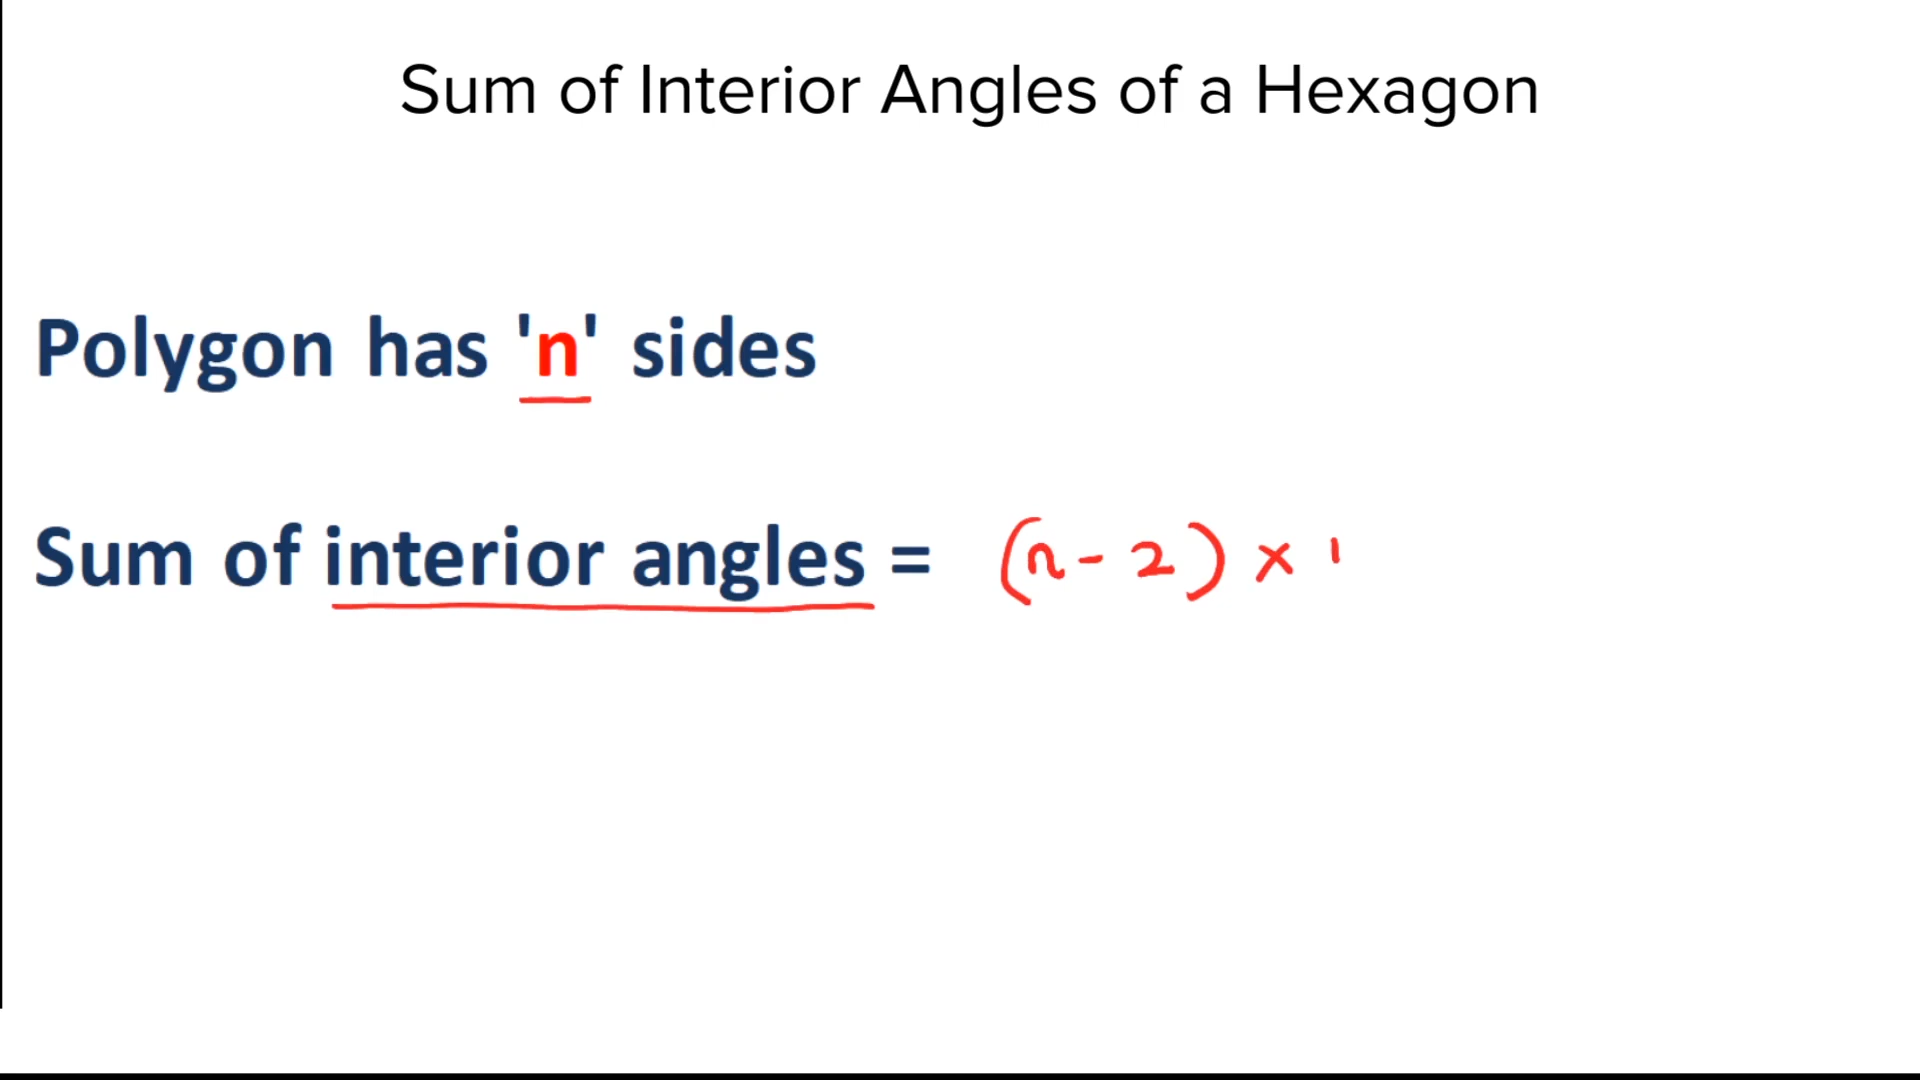 Sum of Interior Angles of a Hexagon
Polygon has 'n' sides
Sum of interior angles = (n - 2) x 1